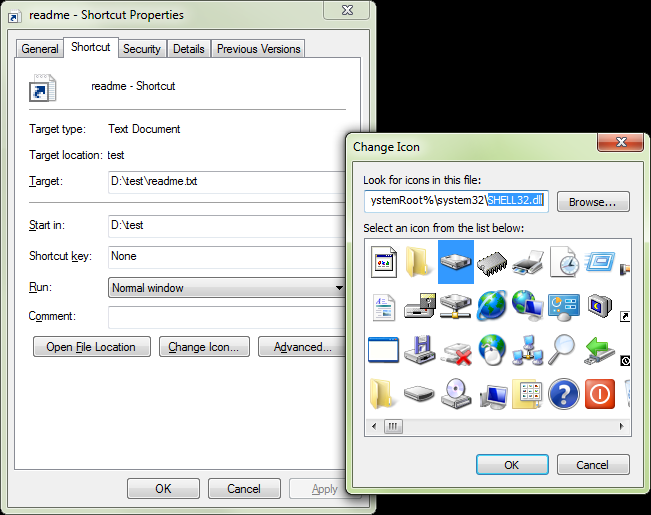 readme - Shortcut Properties
General Shortcut Security Details Previous Versions
readme - Shortcut
Target type: Text Document
Target location: test
Target: D:\test\readme.txt
Start in: D:\test
Shortcut key: None
Run: Normal window
Comment:
Open File Location Change Icon... Advanced...
OK Cancel Apply
Change Icon
Look for icons in this file:
ystemRoot%\system32\SHELL32.dll Browse...
Select an icon from the list below:
OK Cancel